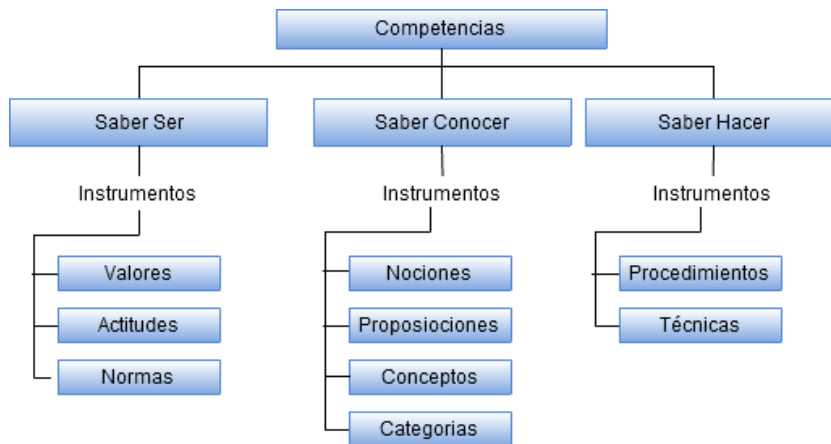 Competencias
Saber Ser
Saber Conocer
Saber Hacer
Instrumentos
Instrumentos
Instrumentos
Valores
Actitudes
Normas
Nociones
Proposiociones
Conceptos
Categorias
Procedimientos
Técnicas